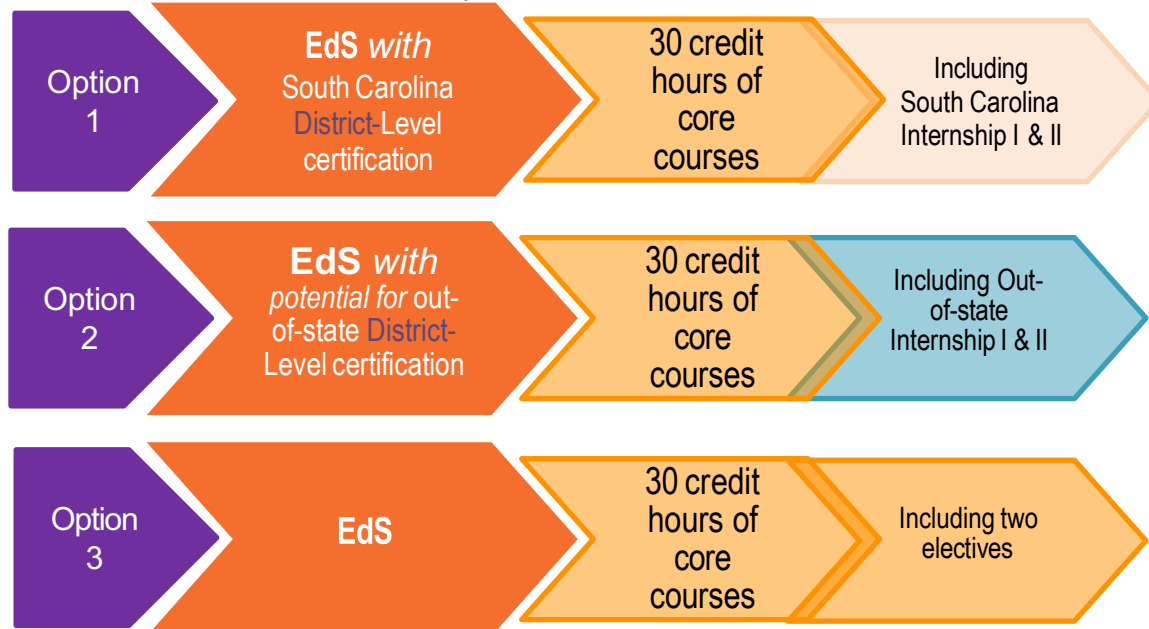 Option
1
EdS with
South Carolina
District-Level
certification
30 credit
hours of
core
courses
Including
South Carolina
Internship I & II
Option
2
EdS with
potential for out-
of-state District-
Level certification
30 credit
hours of
core
courses
Including Out-
of-state
Internship I & II
Option
3
EdS
30 credit
hours of
core
courses
Including two
electives